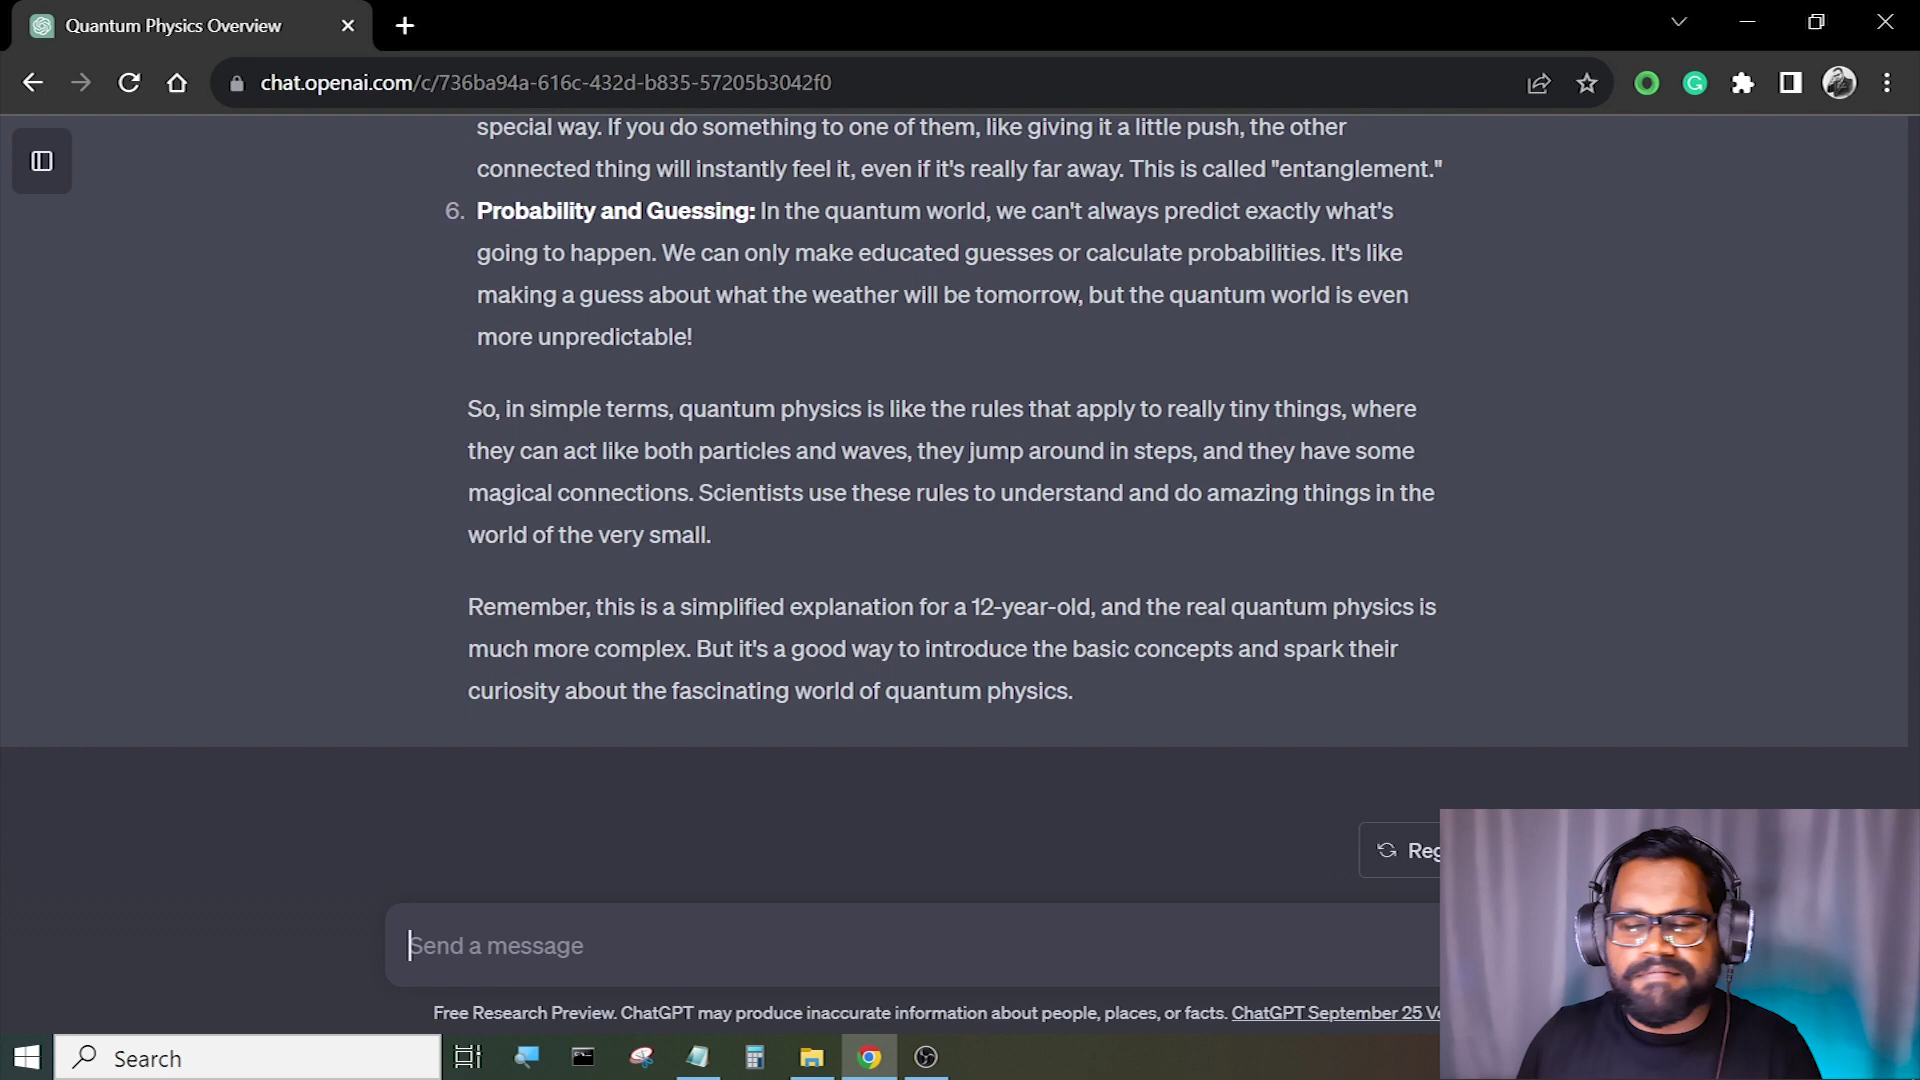 Quantum Physics Overview
chat.openai.com/c/736ba94a-616c-432d-b835-57205b3042f0
special way. If you do something to one of them, like giving it a little push, the other
connected thing will instantly feel it, even if it's really far away. This is called "entanglement."
6. Probability and Guessing: In the quantum world, we can't always predict exactly what's
going to happen. We can only make educated guesses or calculate probabilities. It's like
making a guess about what the weather will be tomorrow, but the quantum world is even
more unpredictable!
So, in simple terms, quantum physics is like the rules that apply to really tiny things, where
they can act like both particles and waves, they jump around in steps, and they have some
magical connections. Scientists use these rules to understand and do amazing things in the
world of the very small.
Remember, this is a simplified explanation for a 12-year-old, and the real quantum physics is
much more complex. But it's a good way to introduce the basic concepts and spark their
curiosity about the fascinating world of quantum physics.
Reg
Send a message
Free Research Preview. ChatGPT may produce inaccurate information about people, places, or facts. ChatGPT September 25 Ve
Search